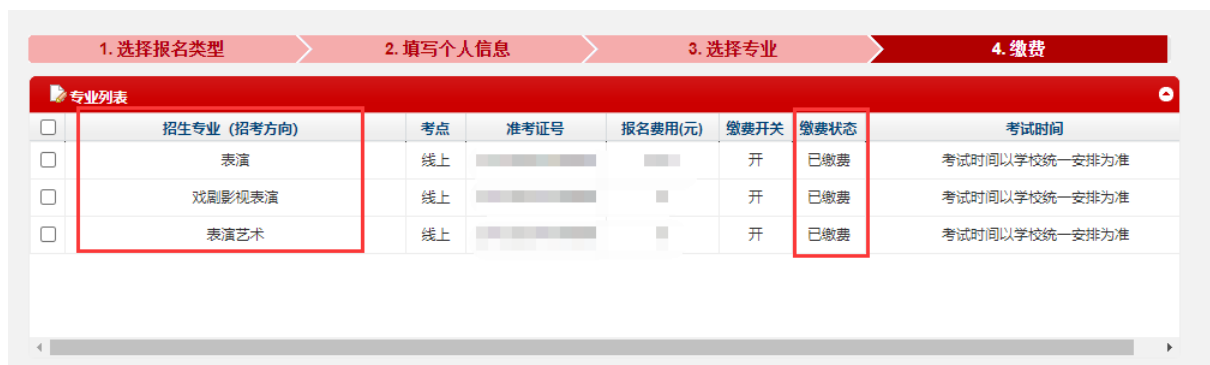 1. 选择报名类型 2. 填写个人信息 3. 选择专业 4. 缴费
专业列表
招生专业（招考方向） 考点 准考证号 报名费用(元) 缴费开关 缴费状态 考试时间
表演 线上 开 已缴费 考试时间以学校统一安排为准
戏剧影视表演 线上 开 已缴费 考试时间以学校统一安排为准
表演艺术 线上 开 已缴费 考试时间以学校统一安排为准